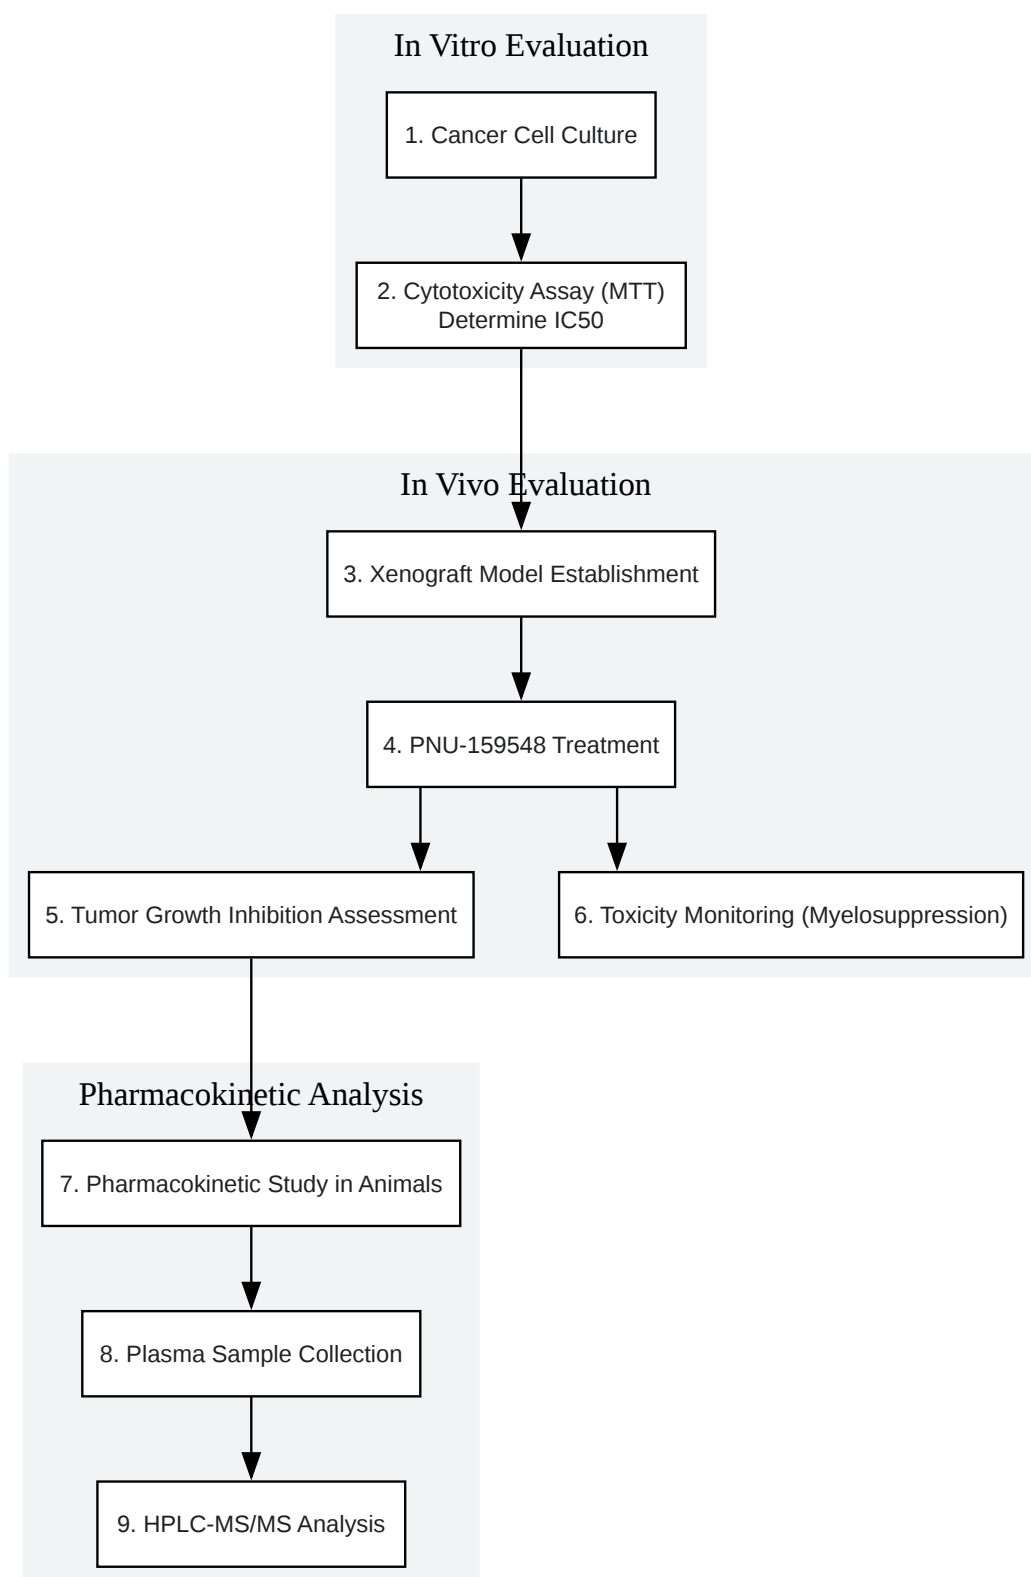 In Vitro Evaluation
1. Cancer Cell Culture
2. Cytotoxicity Assay (MTT)
Determine IC50
In Vivo Evaluation
3. Xenograft Model Establishment
4. PNU-159548 Treatment
5. Tumor Growth Inhibition Assessment
6. Toxicity Monitoring (Myelosuppression)
Pharmacokinetic Analysis
7. Pharmacokinetic Study in Animals
8. Plasma Sample Collection
9. HPLC-MS/MS Analysis